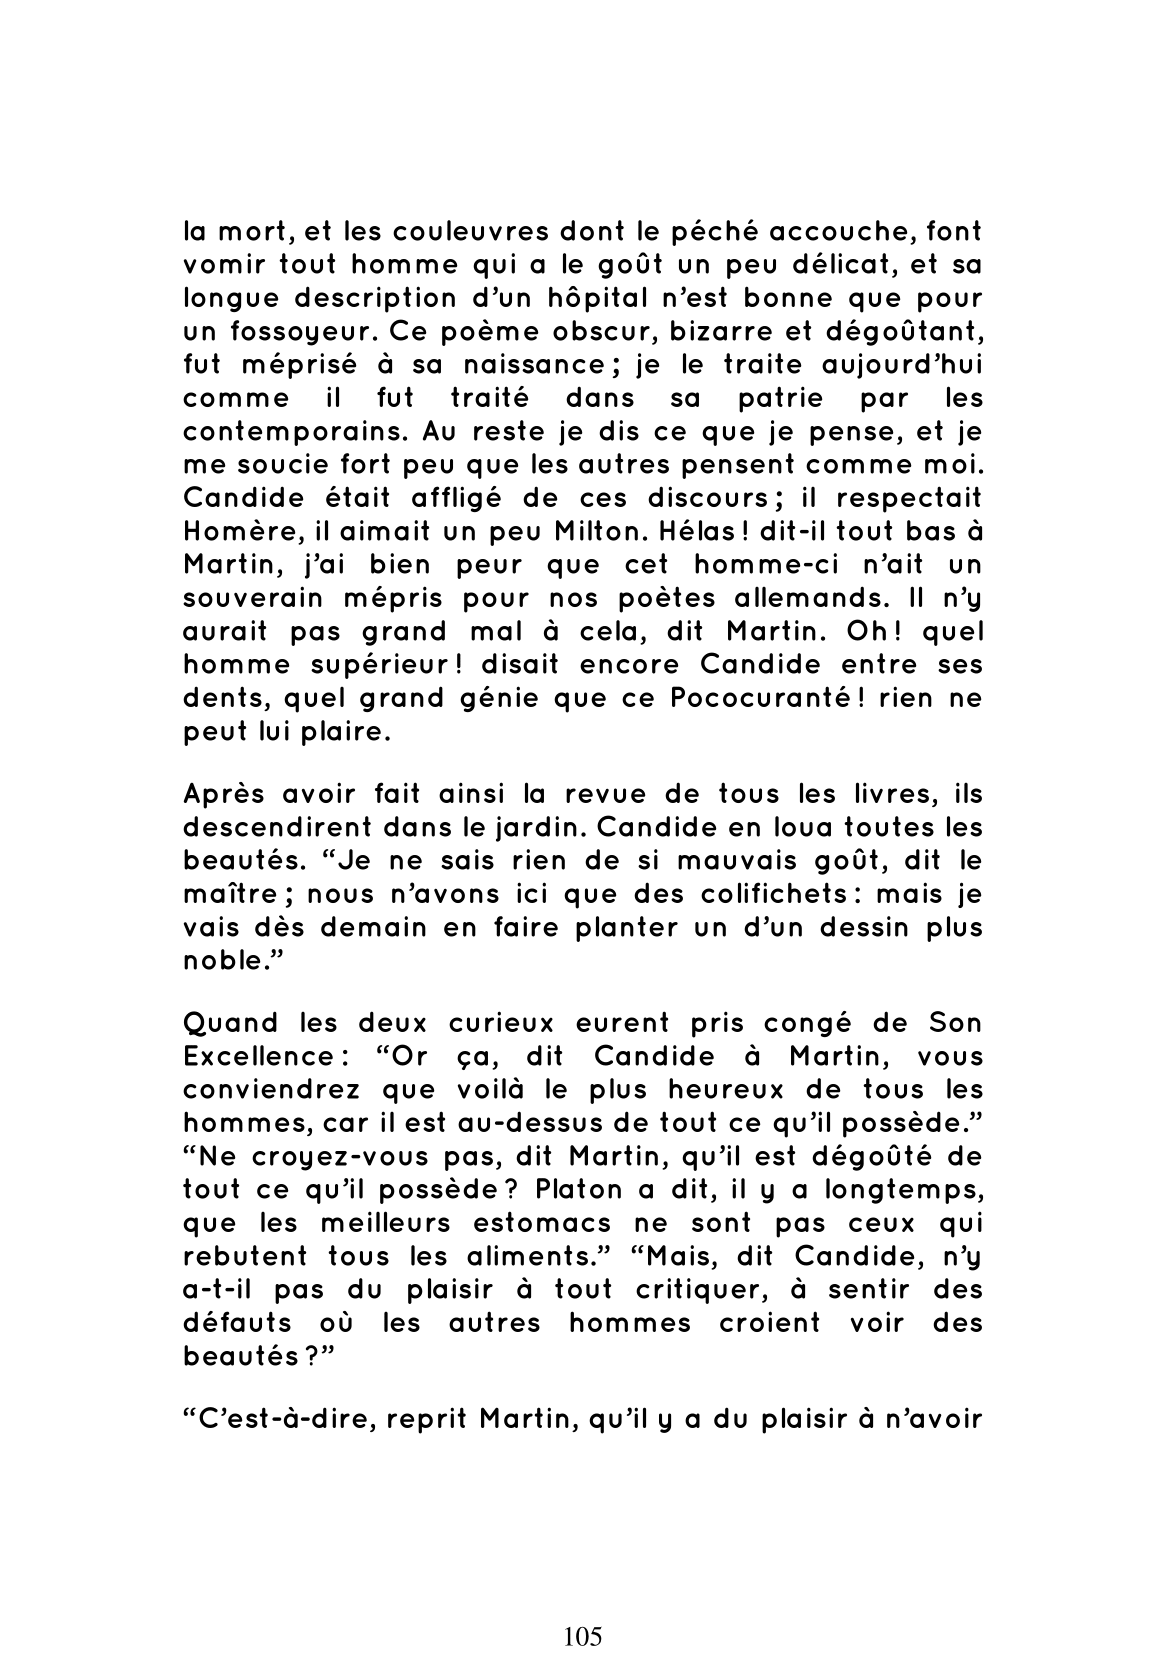 la mort, et les couleuvres dont le péché accouche, font
vomir tout homme qui a le goût un peu délicat, et sa
longue description d’un hôpital n’est bonne que pour
un fossoyeur. Ce poème obscur, bizarre et dégoûtant,
fut méprisé à sa naissance ; je le traite aujourd’hui
comme il fut traité dans sa patrie par les
contemporains. Au reste je dis ce que je pense, et je
me soucie fort peu que les autres pensent comme moi.
Candide était affligé de ces discours ; il respectait
Homère, il aimait un peu Milton. Hélas ! dit-il tout bas à
Martin, j’ai bien peur que cet homme-ci n’ait un
souverain mépris pour nos poètes allemands. Il n’y
aurait pas grand mal à cela, dit Martin. Oh ! quel
homme supérieur ! disait encore Candide entre ses
dents, quel grand génie que ce Pococuranté ! rien ne
peut lui plaire.
Après avoir fait ainsi la revue de tous les livres, ils
descendirent dans le jardin. Candide en loua toutes les
beautés. “Je ne sais rien de si mauvais goût, dit le
maître ; nous n’avons ici que des colifichets : mais je
vais dès demain en faire planter un d’un dessin plus
noble.”
Quand les deux curieux eurent pris congé de Son
Excellence : “Or ça, dit Candide à Martin, vous
conviendrez que voilà le plus heureux de tous les
hommes, car il est au-dessus de tout ce qu’il possède.”
“Ne croyez-vous pas, dit Martin, qu’il est dégoûté de
tout ce qu’il possède ? Platon a dit, il y a longtemps,
que les meilleurs estomacs ne sont pas ceux qui
rebutent tous les aliments.” “Mais, dit Candide, n’y
a-t-il pas du plaisir à tout critiquer, à sentir des
défauts où les autres hommes croient voir des
beautés ?”
“C’est-à-dire, reprit Martin, qu’il y a du plaisir à n’avoir
105